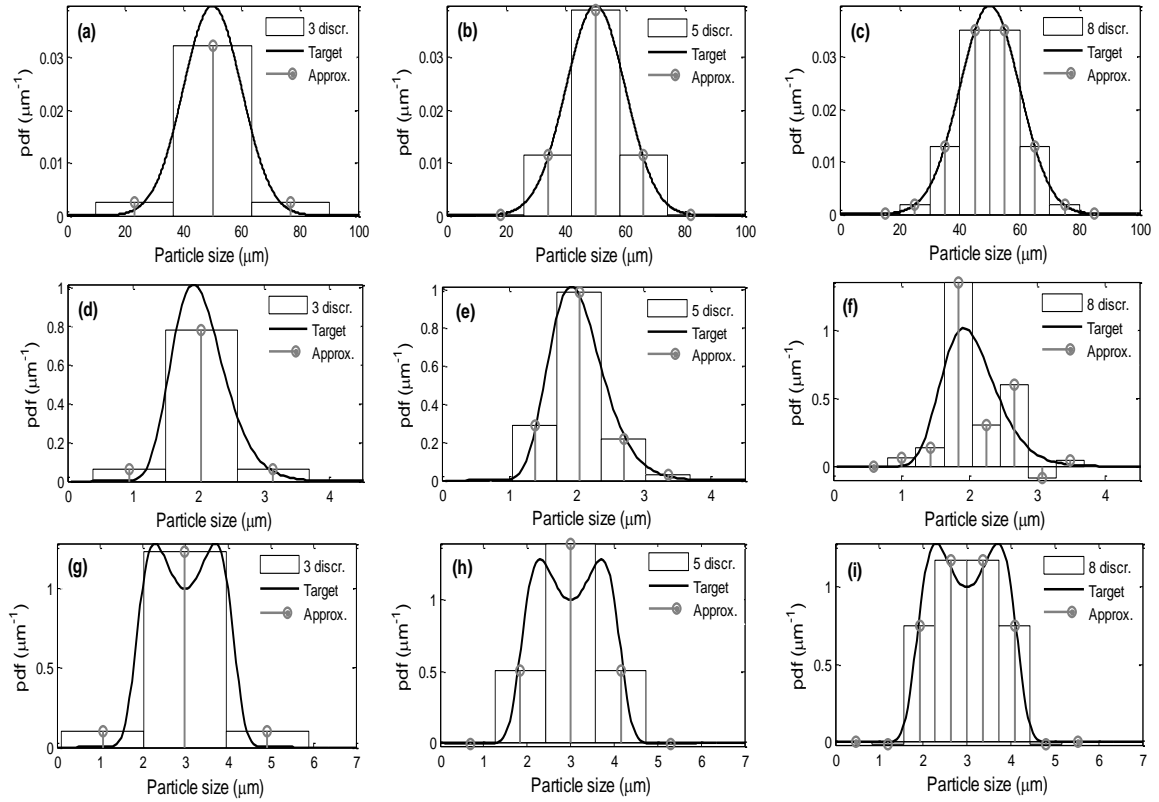 (a)
3 discr.
Target
Approx.
pdf (μm⁻¹)
0.03
0.02
0.01
0
0 20 40 60 80 100
Particle size (μm)
(b)
5 discr.
Target
Approx.
pdf (μm⁻¹)
0.03
0.02
0.01
0
0 20 40 60 80 100
Particle size (μm)
(c)
8 discr.
Target
Approx.
pdf (μm⁻¹)
0.03
0.02
0.01
0
0 20 40 60 80 100
Particle size (μm)
(d)
3 discr.
Target
Approx.
pdf (μm⁻¹)
1
0.8
0.6
0.4
0.2
0
0 1 2 3 4
Particle size (μm)
(e)
5 discr.
Target
Approx.
pdf (μm⁻¹)
1
0.8
0.6
0.4
0.2
0
0 1 2 3 4
Particle size (μm)
(f)
8 discr.
Target
Approx.
pdf (μm⁻¹)
1
0.5
0
0 1 2 3 4
Particle size (μm)
(g)
3 discr.
Target
Approx.
pdf (μm⁻¹)
1
0.5
0
0 1 2 3 4 5 6 7
Particle size (μm)
(h)
5 discr.
Target
Approx.
pdf (μm⁻¹)
1
0.5
0
0 1 2 3 4 5 6 7
Particle size (μm)
(i)
8 discr.
Target
Approx.
pdf (μm⁻¹)
1
0.5
0
0 1 2 3 4 5 6 7
Particle size (μm)